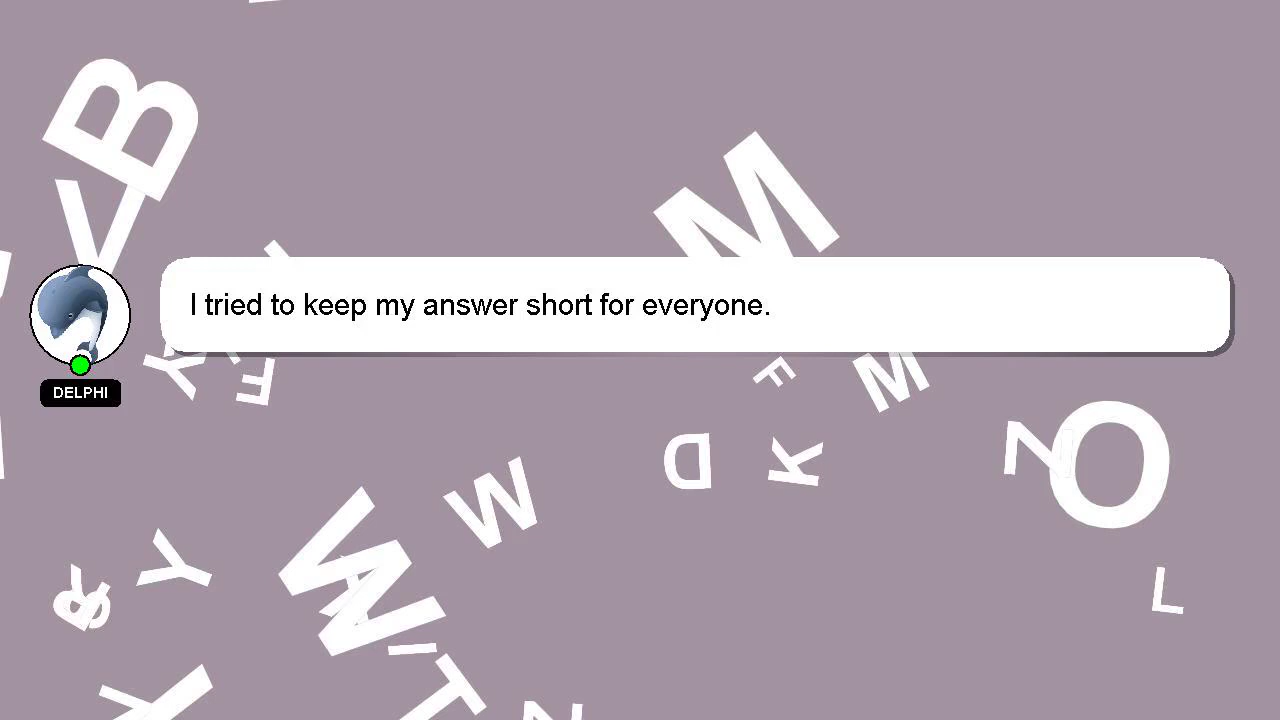 I tried to keep my answer short for everyone.
DELPHI
B
V
M
Y
F
F
M
D
K
Z
O
W
W
A
Y
R
L
I
T